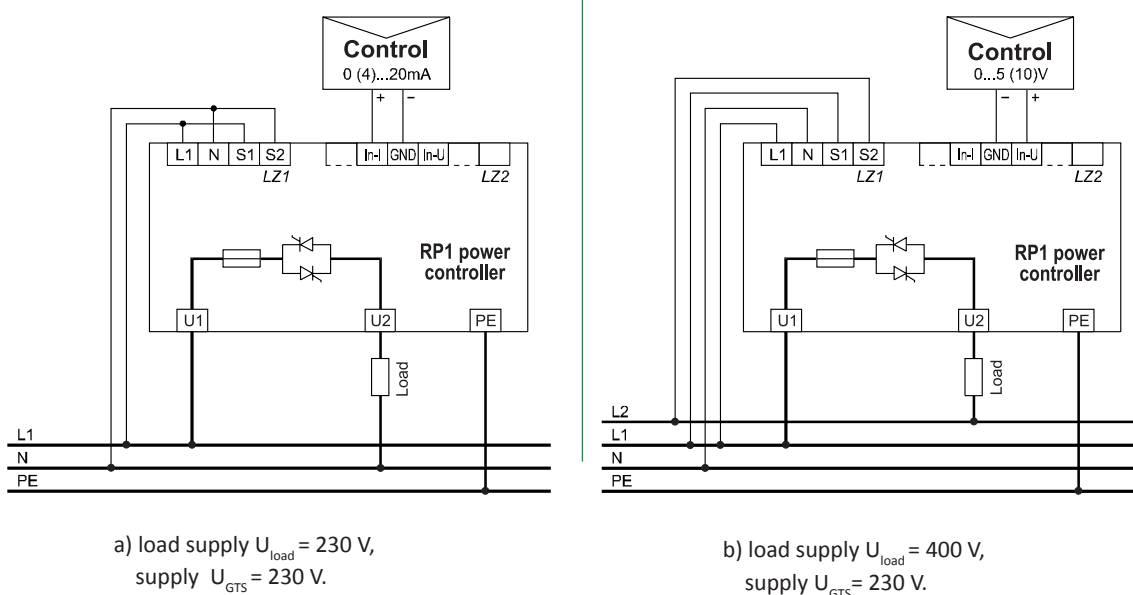 Control
0 (4)...20mA
+ −
L1 N S1 S2
LZ1
In-I GND In-U
LZ2
RP1 power
controller
U1 U2 PE
Load
L1
N
PE
a) load supply U_load = 230 V,
supply U_GTS = 230 V.
Control
0...5 (10)V
− +
L1 N S1 S2
LZ1
In-I GND In-U
LZ2
RP1 power
controller
U1 U2 PE
Load
L2
L1
N
PE
b) load supply U_load = 400 V,
supply U_GTS = 230 V.